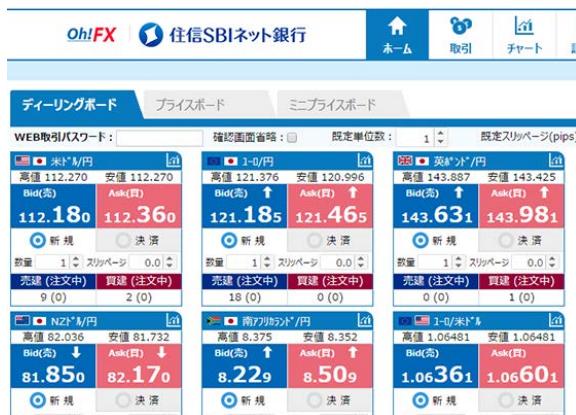 Oh!FX 住信SBIネット銀行 ホーム 取引 チャート
ディーリングボード プライスボード ミニプライスボード
WEB取引パスワード： 確認画面省略： 既定単位数： 1 既定スリッページ(pips)
米ﾄﾞﾙ/円 ﾕｰﾛ/円 英ﾎﾟﾝﾄﾞ/円
高値 112.270 安値 112.270 高値 121.376 安値 120.996 高値 143.887 安値 143.425
Bid(売) Ask(買) Bid(売) Ask(買) Bid(売) Ask(買)
112.180 112.360 121.185 121.465 143.631 143.981
新規 決済 新規 決済 新規 決済
数量 1 スリッページ 0.0 数量 1 スリッページ 0.0 数量 1 スリッページ 0.0
売建 (注文中) 買建 (注文中) 売建 (注文中) 買建 (注文中) 売建 (注文中) 買建 (注文中)
9 (0) 2 (0) 18 (0) 0 (0) 0 (0) 1 (0)
NZﾄﾞﾙ/円 南ｱﾌﾘｶﾗﾝﾄﾞ/円 ﾕｰﾛ/米ﾄﾞﾙ
高値 82.036 安値 81.732 高値 8.375 安値 8.352 高値 1.06481 安値 1.06481
Bid(売) Ask(買) Bid(売) Ask(買) Bid(売) Ask(買)
81.850 82.170 8.229 8.509 1.06361 1.06601
新規 決済 新規 決済 新規 決済